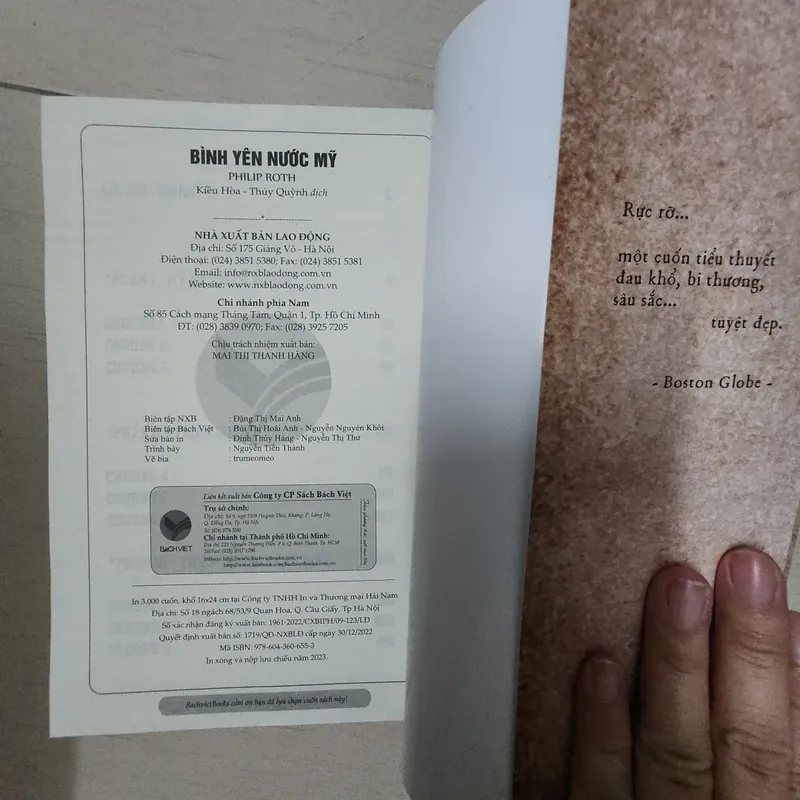 BÌNH YÊN NƯỚC MỸ
PHILIP ROTH
Kiều Hòa - Thúy Quỳnh dịch
NHÀ XUẤT BẢN LAO ĐỘNG
Địa chỉ: Số 175 Giảng Võ - Hà Nội
Điện thoại: (024) 3851 5380; Fax: (024) 3851 5381
Email: info@nxblaodong.com.vn
Website: www.nxblaodong.com.vn
Chi nhánh phía Nam
Số 85 Cách mạng Tháng Tám, Quận 1, Tp. Hồ Chí Minh
ĐT: (028) 3839 0970; Fax: (028) 3925 7205
Chịu trách nhiệm xuất bản:
MAI THỊ THANH HẰNG
Biên tập NXB : Đặng Thị Mai Anh
Biên tập Bách Việt : Bùi Thị Hoài Anh - Nguyễn Nguyên Khôi
Sửa bản in : Đinh Thúy Hằng - Nguyễn Thị Thư
Trình bày : Nguyễn Tiến Thành
Vẽ bìa : trumeomeo
Liên kết xuất bản Công ty CP Sách Bách Việt
Trụ sở chính:
Q. Đống Đa, Tp. Hà Nội
Chi nhánh tại Thành phố Hồ Chí Minh:
BACHVIET
In 3.000 cuốn, khổ 16x24 cm tại Công ty TNHH In và Thương mại Hải Nam
Địa chỉ: Số 18 ngách 68/53/9 Quan Hoa, Q. Cầu Giấy, Tp Hà Nội
Số xác nhận đăng ký xuất bản: 1961-2022/CXBIPH/09-123/LĐ
Quyết định xuất bản số: 1719/QĐ-NXBLĐ cấp ngày 30/12/2022
Mã ISBN: 978-604-360-655-3
In xong và nộp lưu chiểu năm 2023.
BachvietBooks cảm ơn bạn đã lựa chọn cuốn sách này!
Rực rỡ...
một cuốn tiểu thuyết
đau khổ, bi thương,
sâu sắc...
tuyệt đẹp.
- Boston Globe -